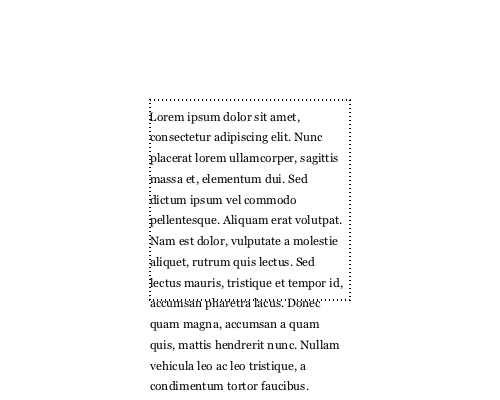 Lorem ipsum dolor sit amet,
consectetur adipiscing elit. Nunc
placerat lorem ullamcorper, sagittis
massa et, elementum dui. Sed
dictum ipsum vel commodo
pellentesque. Aliquam erat volutpat.
Nam est dolor, vulputate a molestie
aliquet, rutrum quis lectus. Sed
lectus mauris, tristique et tempor id,
accumsan pharetra lacus. Donec
quam magna, accumsan a quam
quis, mattis hendrerit nunc. Nullam
vehicula leo ac leo tristique, a
condimentum tortor faucibus.